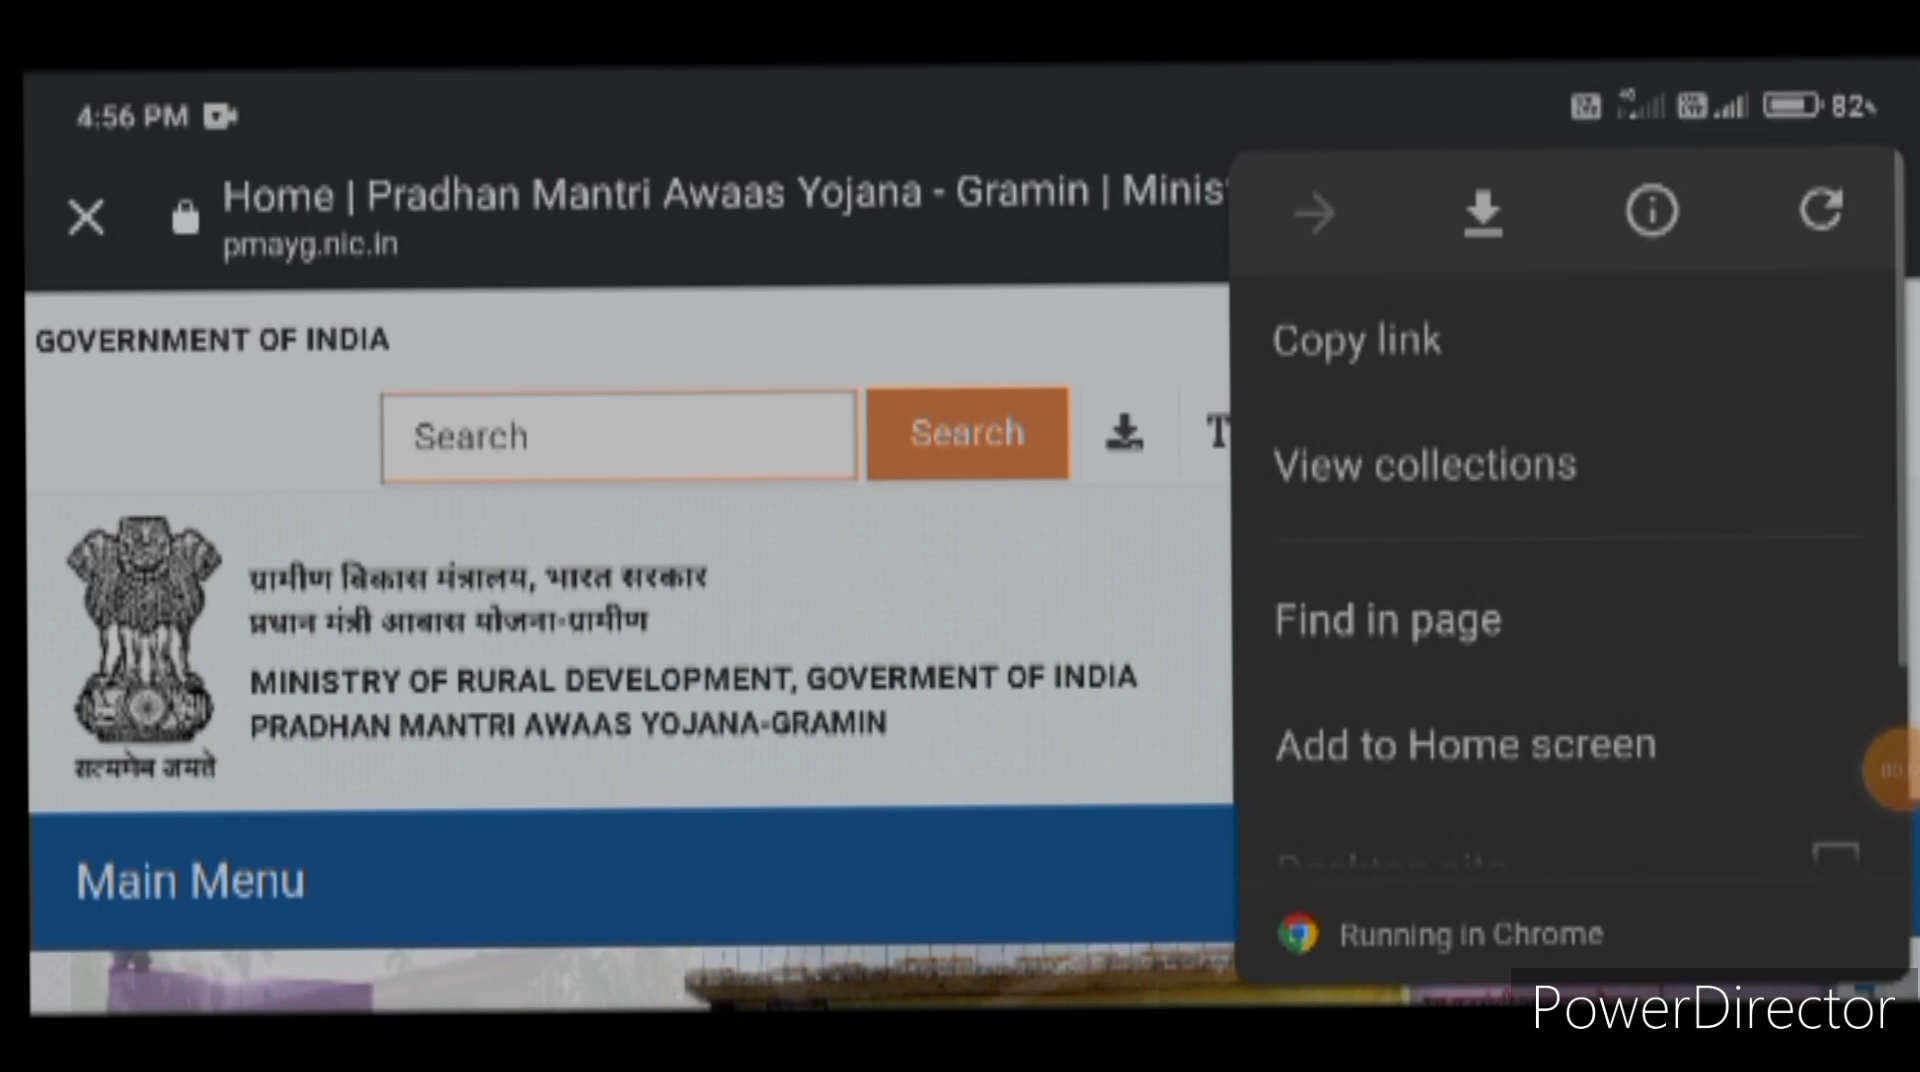 4:56 PM
82
Home | Pradhan Mantri Awaas Yojana - Gramin | Minis
pmayg.nic.in
GOVERNMENT OF INDIA
Search
Search
T
ग्रामीण विकास मंत्रालय, भारत सरकार
प्रधान मंत्री आवास योजना-ग्रामीण
MINISTRY OF RURAL DEVELOPMENT, GOVERMENT OF INDIA
PRADHAN MANTRI AWAAS YOJANA-GRAMIN
सत्यमेव जयते
Main Menu
Copy link
View collections
Find in page
Add to Home screen
Desktop site
Running in Chrome
PowerDirector